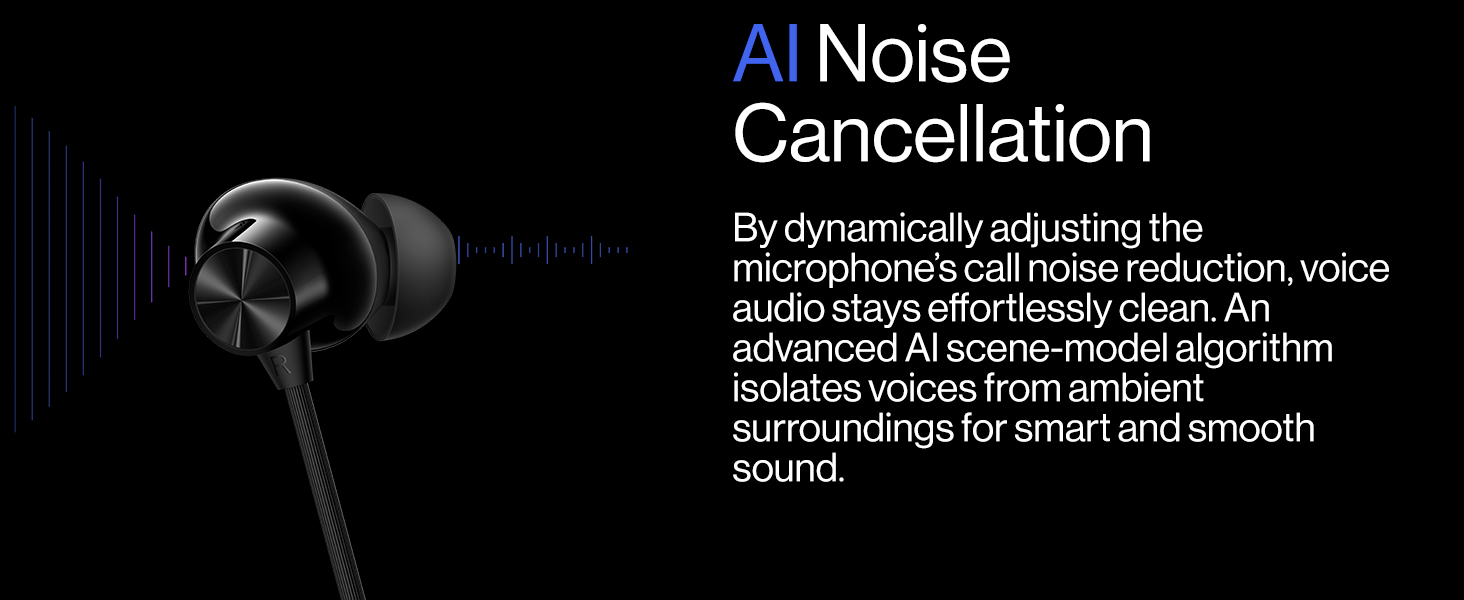 AI Noise
Cancellation
By dynamically adjusting the
microphone’s call noise reduction, voice
audio stays effortlessly clean. An
advanced AI scene-model algorithm
isolates voices from ambient
surroundings for smart and smooth
sound.
R